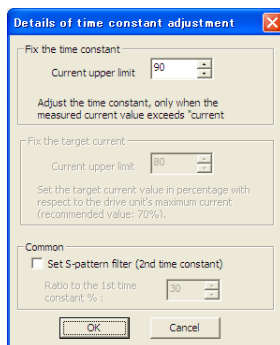 Details of time constant adjustment
Fix the time constant
Current upper limit 90
Adjust the time constant, only when the
measured current value exceeds "current
Fix the target current
Current upper limit 80
Set the target current value in percentage with
respect to the drive unit's maximum current
(recommended value: 70%).
Common
Set S-pattern filter (2nd time constant)
Ratio to the 1st time 30
constant % :
OK Cancel